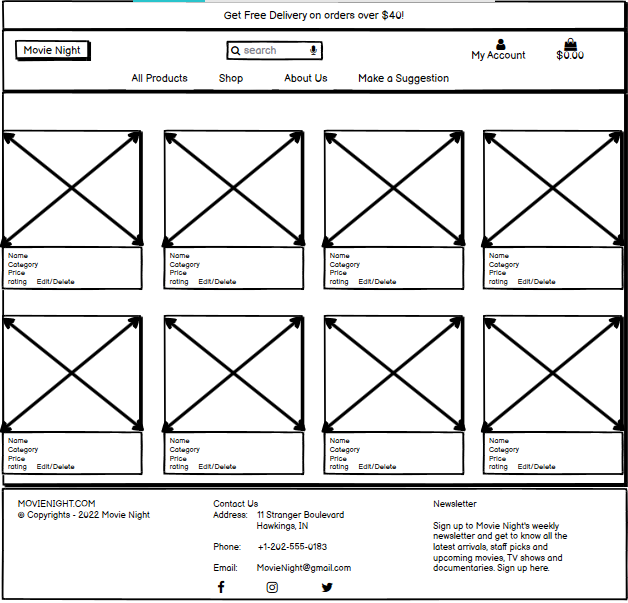 Get Free Delivery on orders over $40!
Movie Night
search
My Account
$0.00
All Products Shop About Us Make a Suggestion
Name
Category
Price
rating Edit/Delete
Name
Category
Price
rating Edit/Delete
Name
Category
Price
rating Edit/Delete
Name
Category
Price
rating Edit/Delete
Name
Category
Price
rating Edit/Delete
Name
Category
Price
rating Edit/Delete
Name
Category
Price
rating Edit/Delete
Name
Category
Price
rating Edit/Delete
MOVIENIGHT.COM
© Copyrights - 2022 Movie Night
Contact Us
Address: 11 Stranger Boulevard
Hawkings, IN
Phone: +1-202-555-0183
Email: MovieNight@gmail.com
Newsletter
Sign up to Movie Night's weekly
newsletter and get to know all the
latest arrivals, staff picks and
upcoming movies, TV shows and
documentaries. Sign up here.